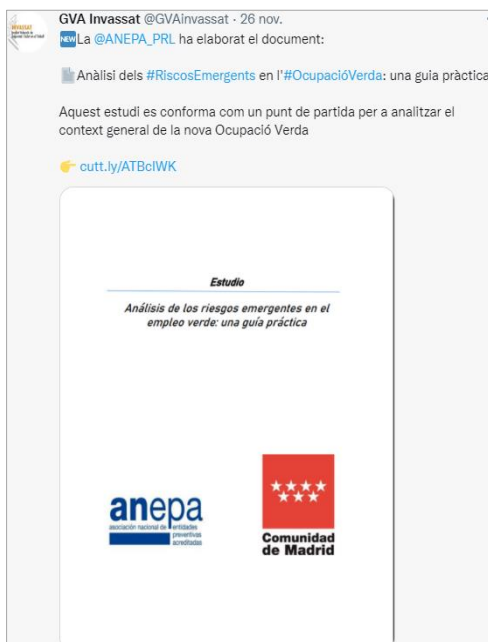 GVA Invassat @GVAinvassat · 26 nov.
NEW La @ANEPA_PRL ha elaborat el document:
Anàlisi dels #RiscosEmergents en l'#OcupacióVerda: una guia pràctica
Aquest estudi es conforma com un punt de partida per a analitzar el
context general de la nova Ocupació Verda
cutt.ly/ATBclWK
Estudio
Análisis de los riesgos emergentes en el
empleo verde: una guía práctica
anepa
asociación nacional de entidades
preventivas
acreditadas
Comunidad
de Madrid
INVASSAT